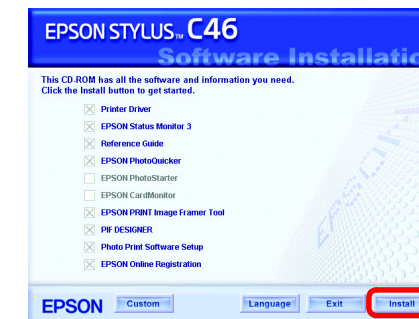 EPSON STYLUS™ C46
Software Installatio
This CD-ROM has all the software and information you need.
Click the Install button to get started.
Printer Driver
EPSON Status Monitor 3
Reference Guide
EPSON PhotoQuicker
EPSON PhotoStarter
EPSON CardMonitor
EPSON PRINT Image Framer Tool
PIF DESIGNER
Photo Print Software Setup
EPSON Online Registration
EPSON Custom Language Exit Install
EPSON